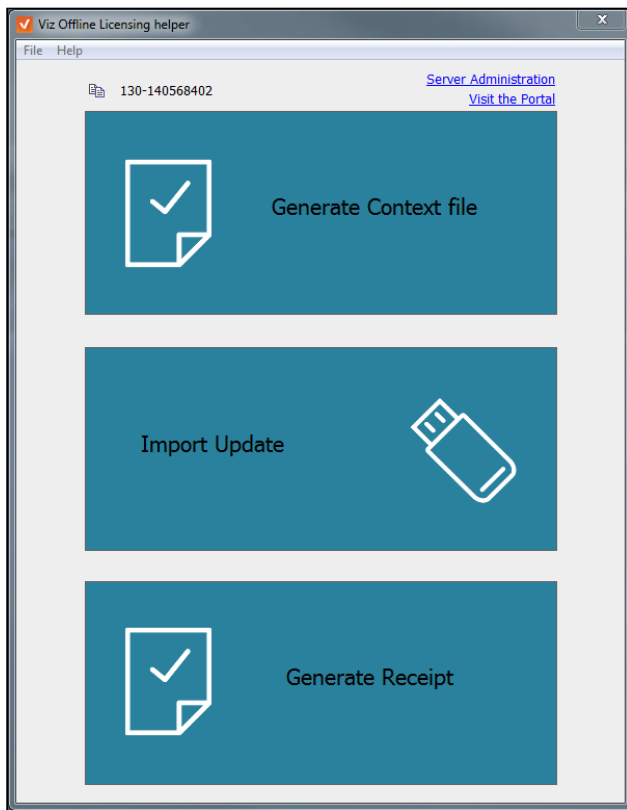 Viz Offline Licensing helper
File Help
130-140568402
Server Administration
Visit the Portal
Generate Context file
Import Update
Generate Receipt